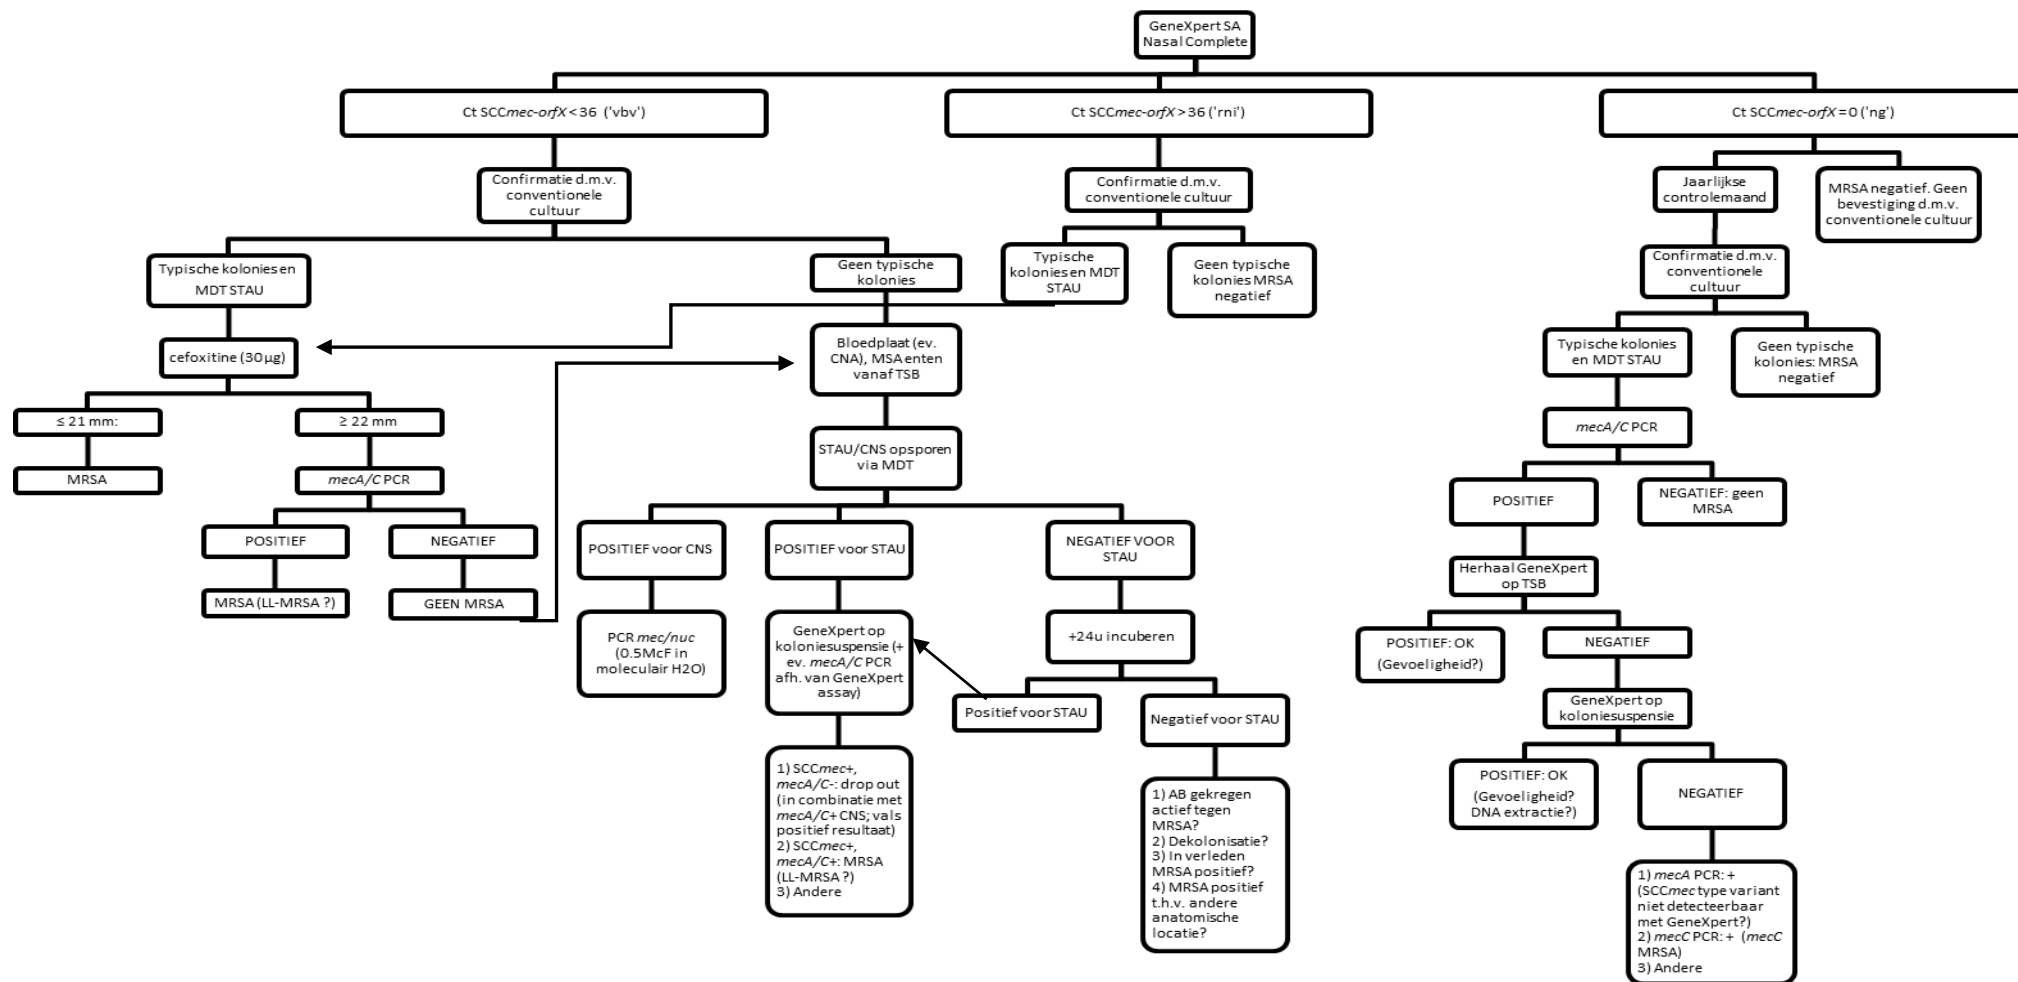 GeneXpert SA
Nasal Complete
Ct SCCmec-orfX < 36 ('vbv')
Ct SCCmec-orfX > 36 ('rni')
Ct SCCmec-orfX = 0 ('ng')
Confirmatie d.m.v.
conventionele
cultuur
Confirmatie d.m.v.
conventionele cultuur
Jaarlijkse
controlemaand
MRSA negatief. Geen
bevestiging d.m.v.
conventionele cultuur
Typische kolonies en
MDT STAU
Geen typische
kolonies
Typische
kolonies en MDT
STAU
Geen typische
kolonies MRSA
negatief
Confirmatie d.m.v.
conventionele
cultuur
cefoxitine (30 µg)
Bloedplaat (ev.
CNA), MSA enten
vanaf TSB
Typische kolonies
en MDT STAU
Geen typische
kolonies: MRSA
negatief
≤ 21 mm:
≥ 22 mm
STAU/CNS opsporen
via MDT
mecA/C PCR
MRSA
mecA/C PCR
POSITIEF
NEGATIEF: geen
MRSA
POSITIEF
NEGATIEF
POSITIEF voor CNS
POSITIEF voor STAU
NEGATIEF VOOR
STAU
Herhaal GeneXpert
op TSB
MRSA (LL-MRSA ?)
GEEN MRSA
PCR mec/nuc
(0.5McF in
moleculair H2O)
GeneXpert op
koloniesuspensie (+
ev. mecA/C PCR
afh. van GeneXpert
assay)
+24u incuberen
POSITIEF: OK
(Gevoeligheid?)
NEGATIEF
Positief voor STAU
Negatief voor STAU
GeneXpert op
koloniesuspensie
1) SCCmec+,
mecA/C-: drop out
(in combinatie met
mecA/C+ CNS; vals
positief resultaat)
2) SCCmec+,
mecA/C+: MRSA
(LL-MRSA ?)
3) Andere
1) AB gekregen
actief tegen
MRSA?
2) Dekolonisatie?
3) In verleden
MRSA positief?
4) MRSA positief
t.h.v. andere
anatomische
locatie?
POSITIEF: OK
(Gevoeligheid?
DNA extractie?)
NEGATIEF
1) mecA PCR: +
(SCCmec type variant
niet detecteerbaar
met GeneXpert?)
2) mecC PCR: + (mecC
MRSA)
3) Andere